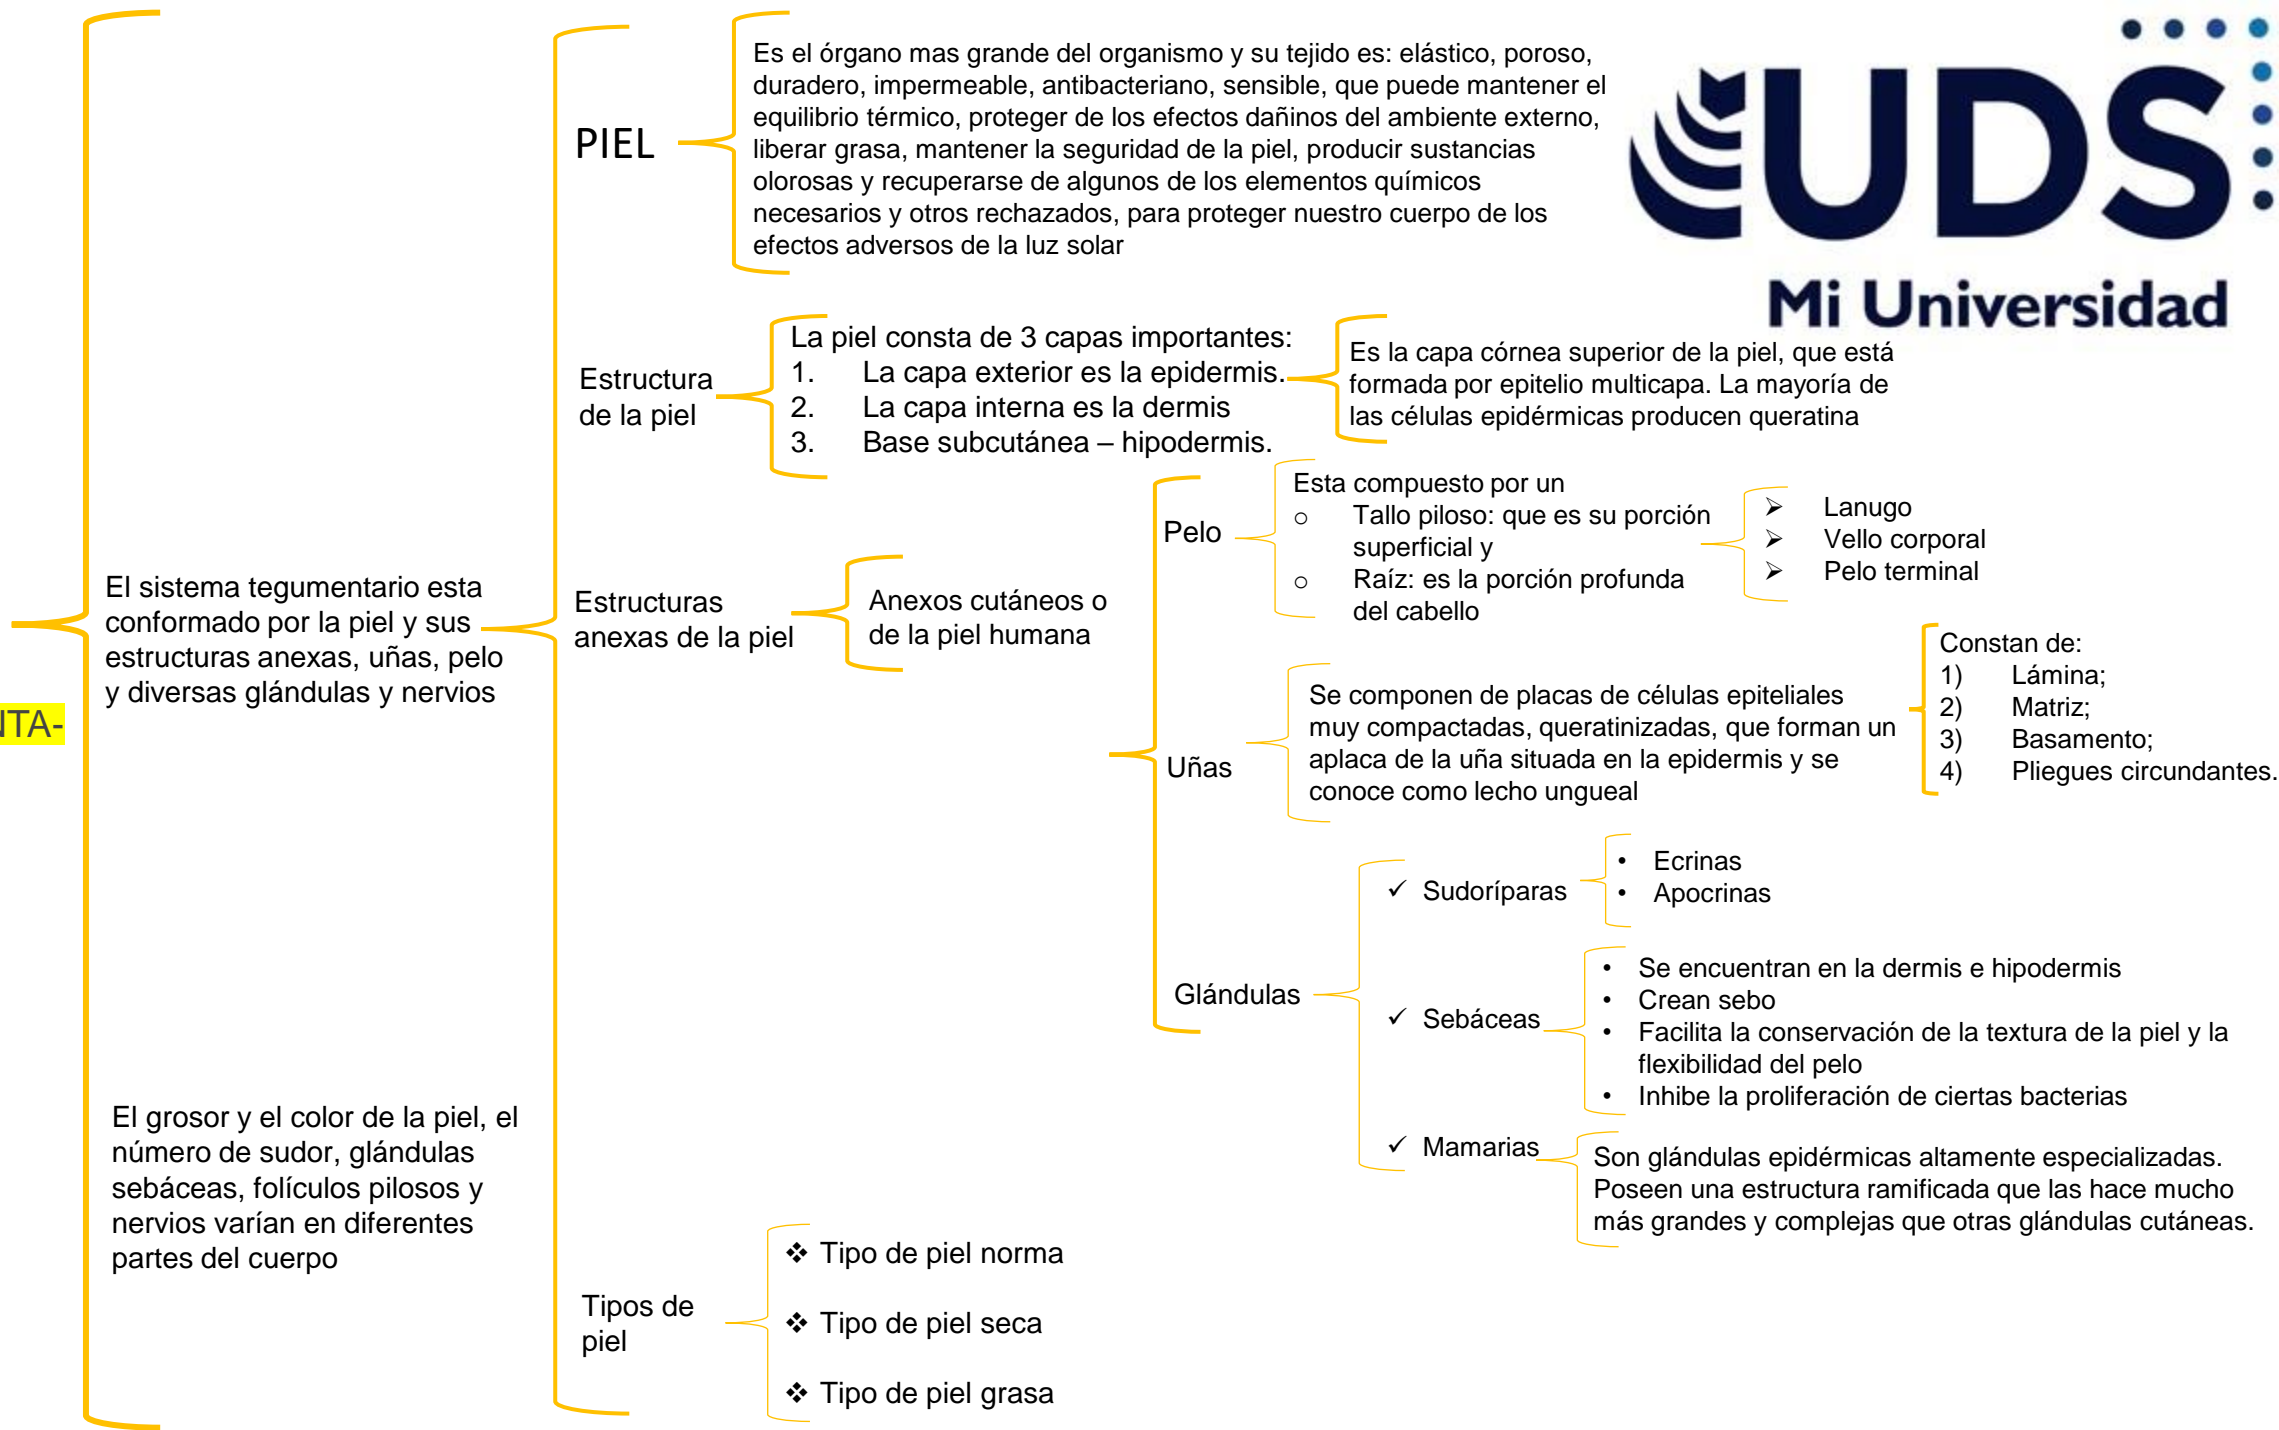 Es el órgano mas grande del organismo y su tejido es: elástico, poroso,
duradero, impermeable, antibacteriano, sensible, que puede mantener el
equilibrio térmico, proteger de los efectos dañinos del ambiente externo,
liberar grasa, mantener la seguridad de la piel, producir sustancias
olorosas y recuperarse de algunos de los elementos químicos
necesarios y otros rechazados, para proteger nuestro cuerpo de los
efectos adversos de la luz solar
PIEL
UDS
Mi Universidad
Estructura
de la piel
La piel consta de 3 capas importantes:
1. La capa exterior es la epidermis.
2. La capa interna es la dermis
3. Base subcutánea – hipodermis.
Es la capa córnea superior de la piel, que está
formada por epitelio multicapa. La mayoría de
las células epidérmicas producen queratina
Pelo
Esta compuesto por un
o Tallo piloso: que es su porción
superficial y
o Raíz: es la porción profunda
del cabello
➢ Lanugo
➢ Vello corporal
➢ Pelo terminal
El sistema tegumentario esta
conformado por la piel y sus
estructuras anexas, uñas, pelo
y diversas glándulas y nervios
Estructuras
anexas de la piel
Anexos cutáneos o
de la piel humana
NTA-
Uñas
Se componen de placas de células epiteliales
muy compactadas, queratinizadas, que forman un
aplaca de la uña situada en la epidermis y se
conoce como lecho ungueal
Constan de:
1) Lámina;
2) Matriz;
3) Basamento;
4) Pliegues circundantes.
Glándulas
✓ Sudoríparas
• Ecrinas
• Apocrinas
✓ Sebáceas
• Se encuentran en la dermis e hipodermis
• Crean sebo
• Facilita la conservación de la textura de la piel y la
flexibilidad del pelo
• Inhibe la proliferación de ciertas bacterias
✓ Mamarias
Son glándulas epidérmicas altamente especializadas.
Poseen una estructura ramificada que las hace mucho
más grandes y complejas que otras glándulas cutáneas.
El grosor y el color de la piel, el
número de sudor, glándulas
sebáceas, folículos pilosos y
nervios varían en diferentes
partes del cuerpo
Tipos de
piel
❖ Tipo de piel norma
❖ Tipo de piel seca
❖ Tipo de piel grasa